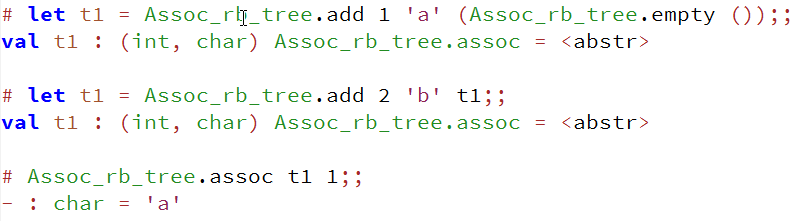 # let t1 = Assoc_rb_tree.add 1 'a' (Assoc_rb_tree.empty ());;
val t1 : (int, char) Assoc_rb_tree.assoc = <abstr>
# let t1 = Assoc_rb_tree.add 2 'b' t1;;
val t1 : (int, char) Assoc_rb_tree.assoc = <abstr>
# Assoc_rb_tree.assoc t1 1;;
- : char = 'a'